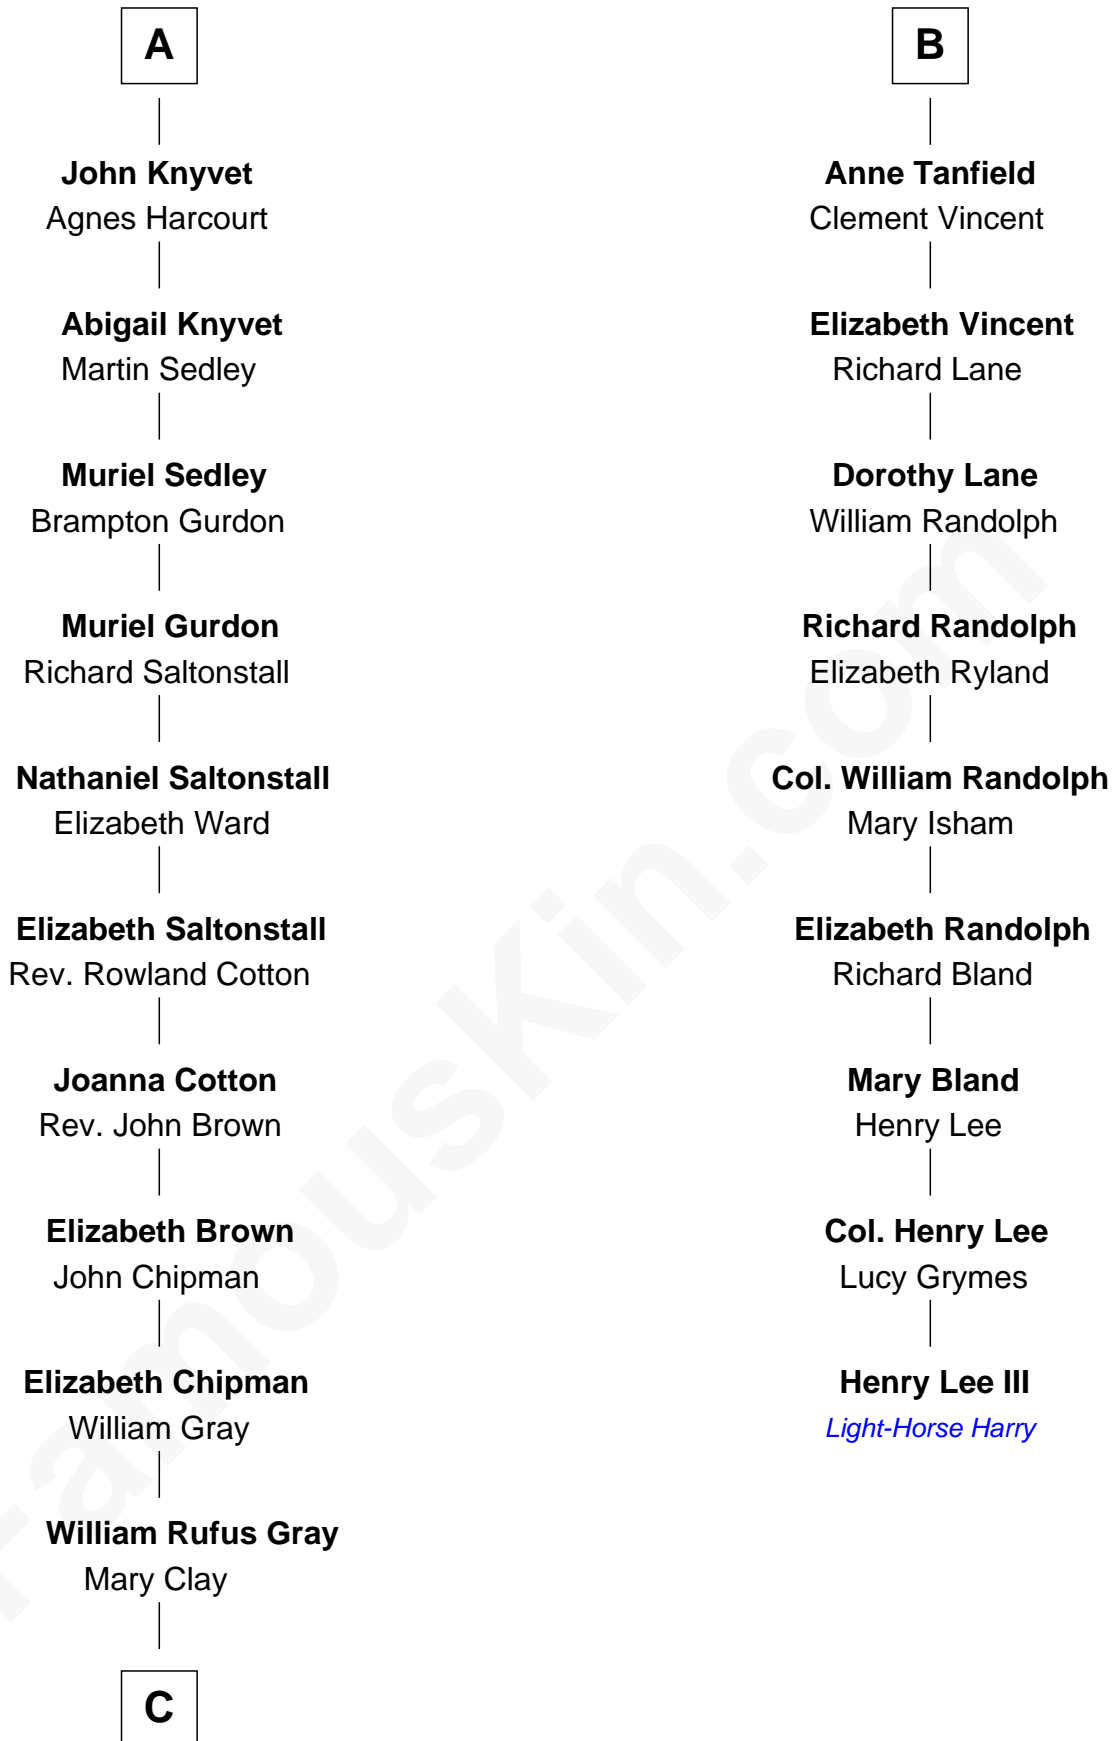 A
John Knyvet
Agnes Harcourt
Abigail Knyvet
Martin Sedley
Muriel Sedley
Brampton Gurdon
Muriel Gurdon
Richard Saltonstall
Nathaniel Saltonstall
Elizabeth Ward
Elizabeth Saltonstall
Rev. Rowland Cotton
Joanna Cotton
Rev. John Brown
Elizabeth Brown
John Chipman
Elizabeth Chipman
William Gray
William Rufus Gray
Mary Clay
C
B
Anne Tanfield
Clement Vincent
Elizabeth Vincent
Richard Lane
Dorothy Lane
William Randolph
Richard Randolph
Elizabeth Ryland
Col. William Randolph
Mary Isham
Elizabeth Randolph
Richard Bland
Mary Bland
Henry Lee
Col. Henry Lee
Lucy Grymes
Henry Lee III
Light-Horse Harry
FamousKin.com